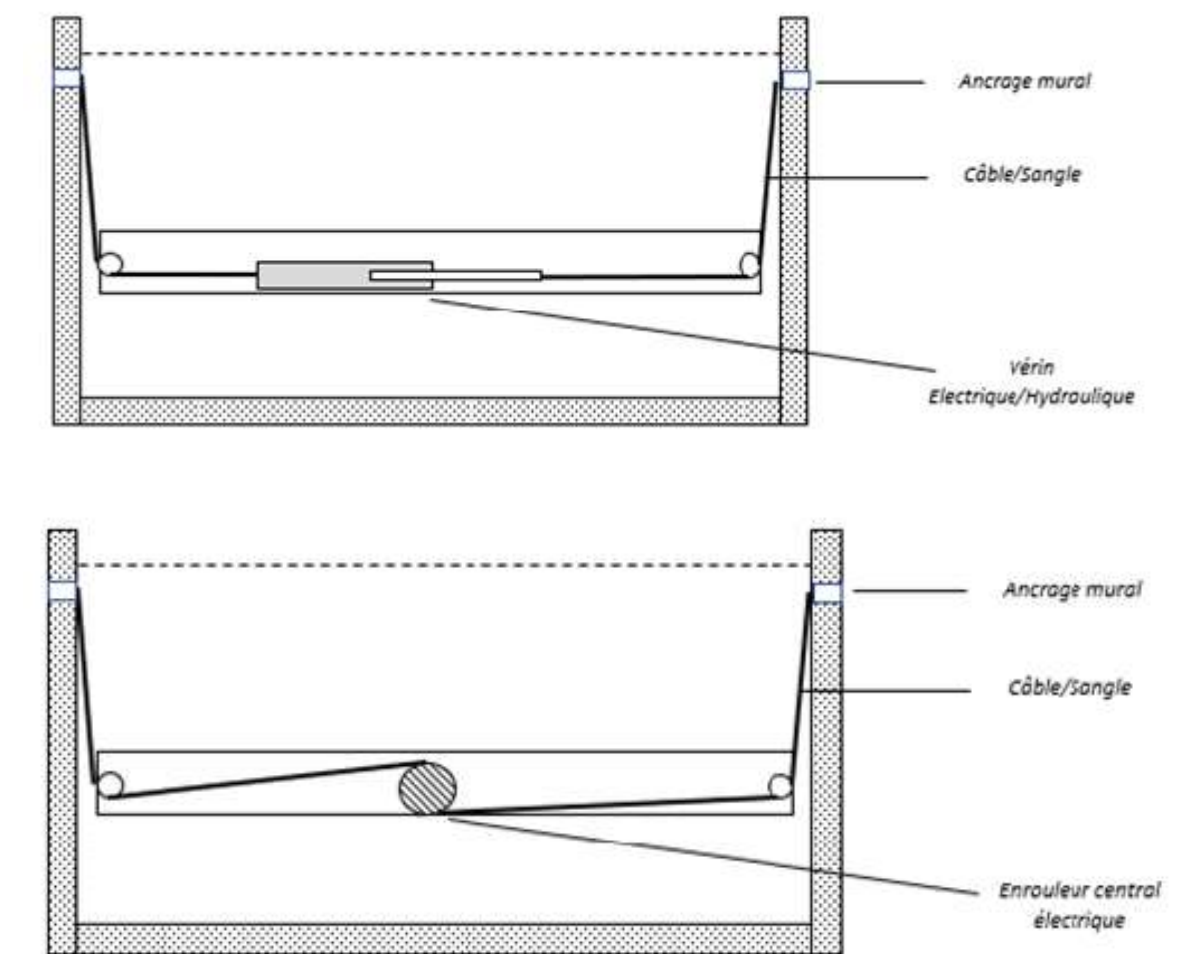 Ancrage mural
Câble/Sangle
Vérin
Electrique/Hydraulique
Ancrage mural
Câble/Sangle
Enrouleur central
électrique